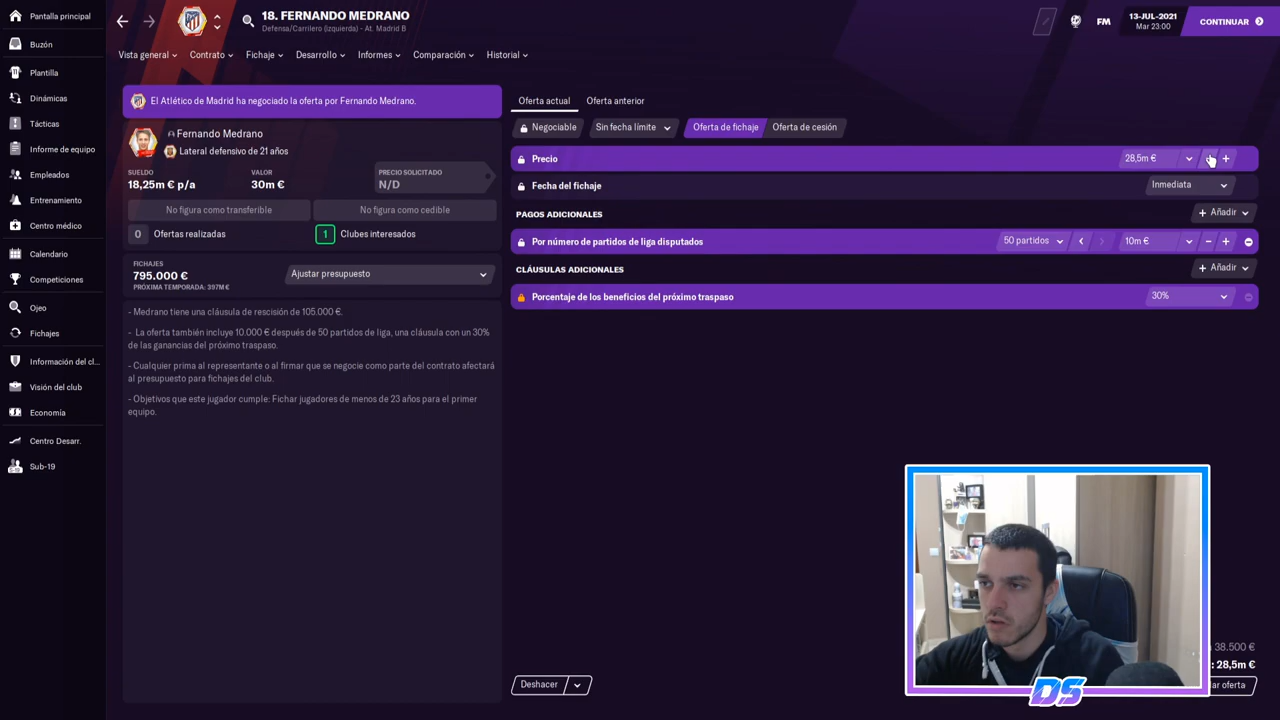 Pantalla principal
Buzón
Plantilla
Dinámicas
Tácticas
Informe de equipo
Empleados
Entrenamiento
Centro médico
Calendario
Competiciones
Ojeo
Fichajes
Información del cl...
Visión del club
Economía
Centro Desarr.
Sub-19
18. FERNANDO MEDRANO
Defensa/Carrilero (izquierda) - At. Madrid B
FM
13-JUL-2021
Mar 23:00
CONTINUAR
Vista general
Contrato
Fichaje
Desarrollo
Informes
Comparación
Historial
El Atlético de Madrid ha negociado la oferta por Fernando Medrano.
Fernando Medrano
Lateral defensivo de 21 años
SUELDO
18,25m € p/a
VALOR
30m €
PRECIO SOLICITADO
N/D
No figura como transferible
No figura como cedible
0 Ofertas realizadas
1 Clubes interesados
FICHAJES
795.000 €
PRÓXIMA TEMPORADA: 397M €
Ajustar presupuesto
- Medrano tiene una cláusula de rescisión de 105.000 €.
- La oferta también incluye 10.000 € después de 50 partidos de liga, una cláusula con un 30%
de las ganancias del próximo traspaso.
- Cualquier prima al representante o al firmar que se negocie como parte del contrato afectará
al presupuesto para fichajes del club.
- Objetivos que este jugador cumple: Fichar jugadores de menos de 23 años para el primer
equipo.
Oferta actual
Oferta anterior
Negociable
Sin fecha límite
Oferta de fichaje
Oferta de cesión
Precio
28,5m €
Fecha del fichaje
Inmediata
PAGOS ADICIONALES
+ Añadir
Por número de partidos de liga disputados
50 partidos
10m €
CLÁUSULAS ADICIONALES
+ Añadir
Porcentaje de los beneficios del próximo traspaso
30%
Deshacer
38.500 €
: 28,5m €
oferta
DS